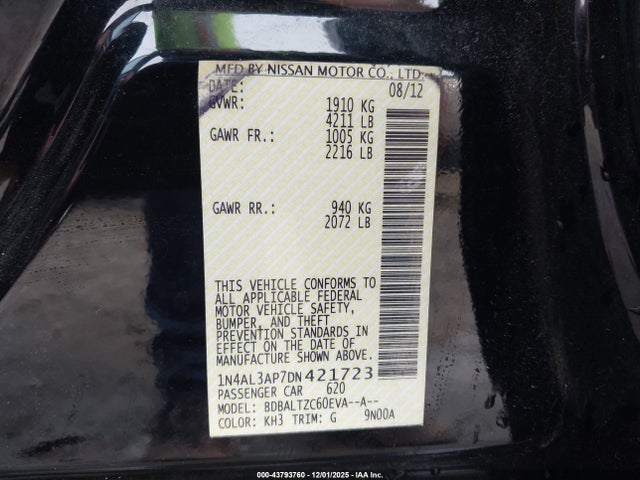 MFD BY NISSAN MOTOR CO., LTD.
DATE: 08/12
GVWR: 1910 KG
4211 LB
GAWR FR.: 1005 KG
2216 LB
GAWR RR.: 940 KG
2072 LB
THIS VEHICLE CONFORMS TO
ALL APPLICABLE FEDERAL
MOTOR VEHICLE SAFETY,
BUMPER, AND THEFT
PREVENTION STANDARDS IN
EFFECT ON THE DATE OF
MANUFACTURE SHOWN ABOVE.
1N4AL3AP7DN421723
PASSENGER CAR 620
MODEL: BDBALTZC60EVA--A--
COLOR: KH3 TRIM: G 9N00A
000-43793760 • 12/01/2025 - IAA Inc.